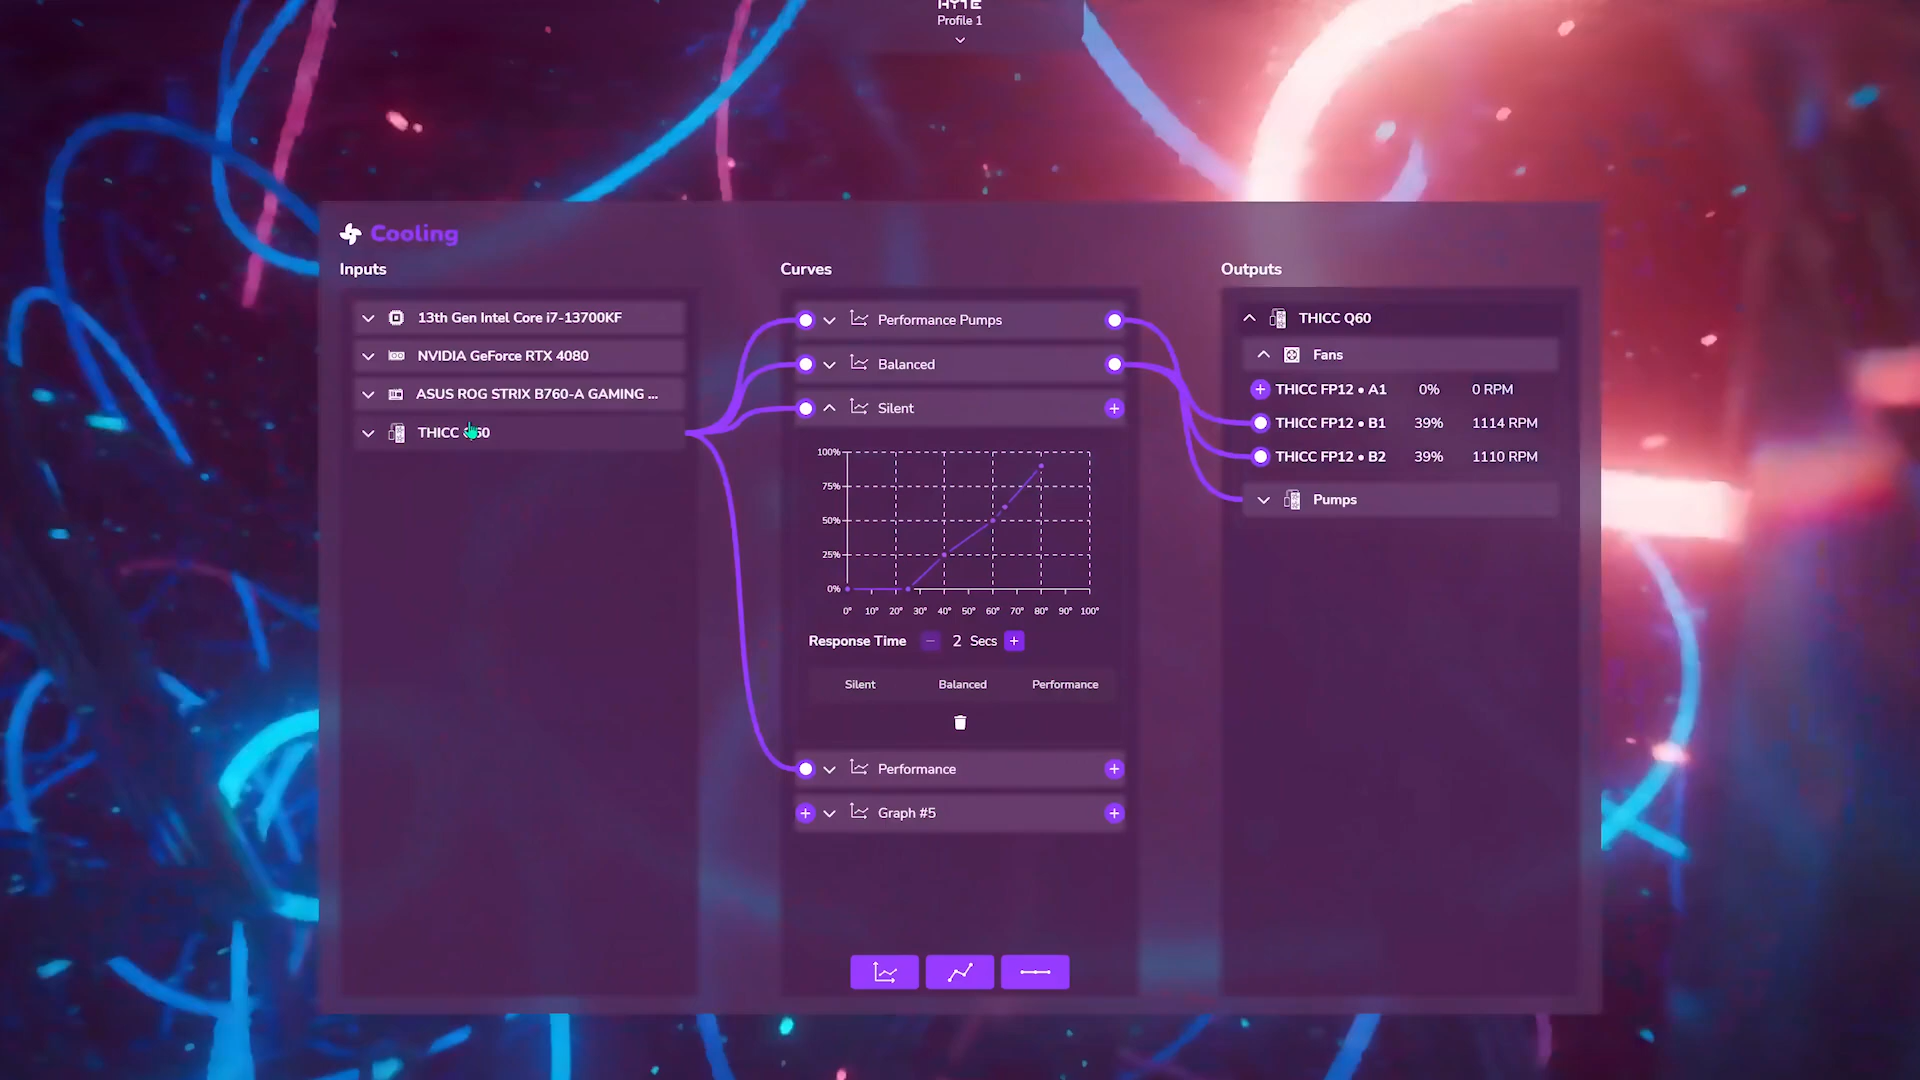 HYTE
Profile 1
Cooling
Inputs
Curves
Outputs
13th Gen Intel Core i7-13700KF
NVIDIA GeForce RTX 4080
ASUS ROG STRIX B760-A GAMING ...
THICC Q60
Performance Pumps
Balanced
Silent
100%
75%
50%
25%
0%
0° 10° 20° 30° 40° 50° 60° 70° 80° 90° 100°
Response Time − 2 Secs +
Silent Balanced Performance
Performance
Graph #5
THICC Q60
Fans
THICC FP12 • A1 0% 0 RPM
THICC FP12 • B1 39% 1114 RPM
THICC FP12 • B2 39% 1110 RPM
Pumps